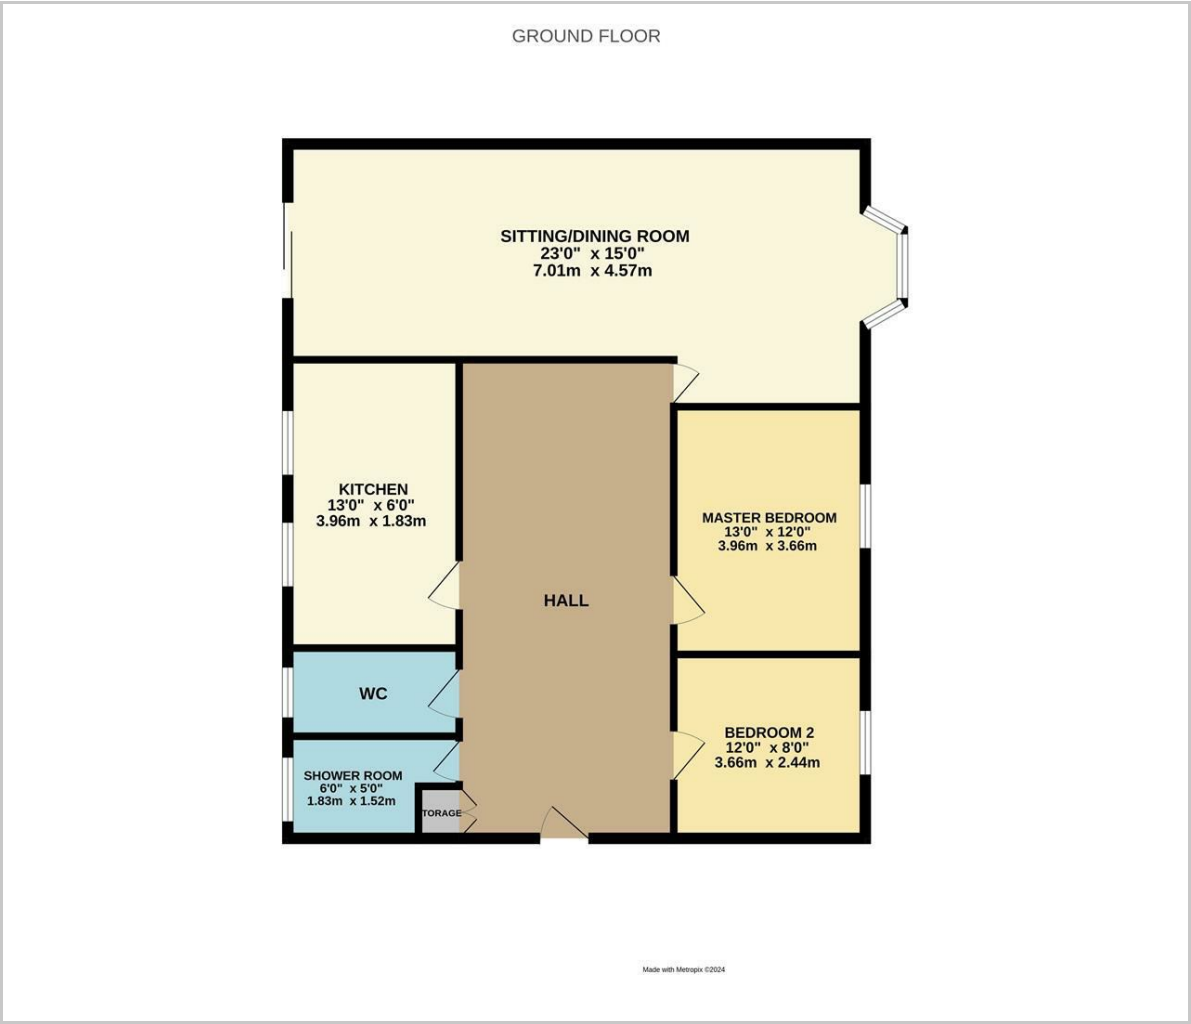 GROUND FLOOR
SITTING/DINING ROOM
23'0" x 15'0"
7.01m x 4.57m
KITCHEN
13'0" x 6'0"
3.96m x 1.83m
MASTER BEDROOM
13'0" x 12'0"
3.96m x 3.66m
HALL
WC
BEDROOM 2
12'0" x 8'0"
3.66m x 2.44m
SHOWER ROOM
6'0" x 5'0"
1.83m x 1.52m
TORAGE
Made with Metropix ©2024